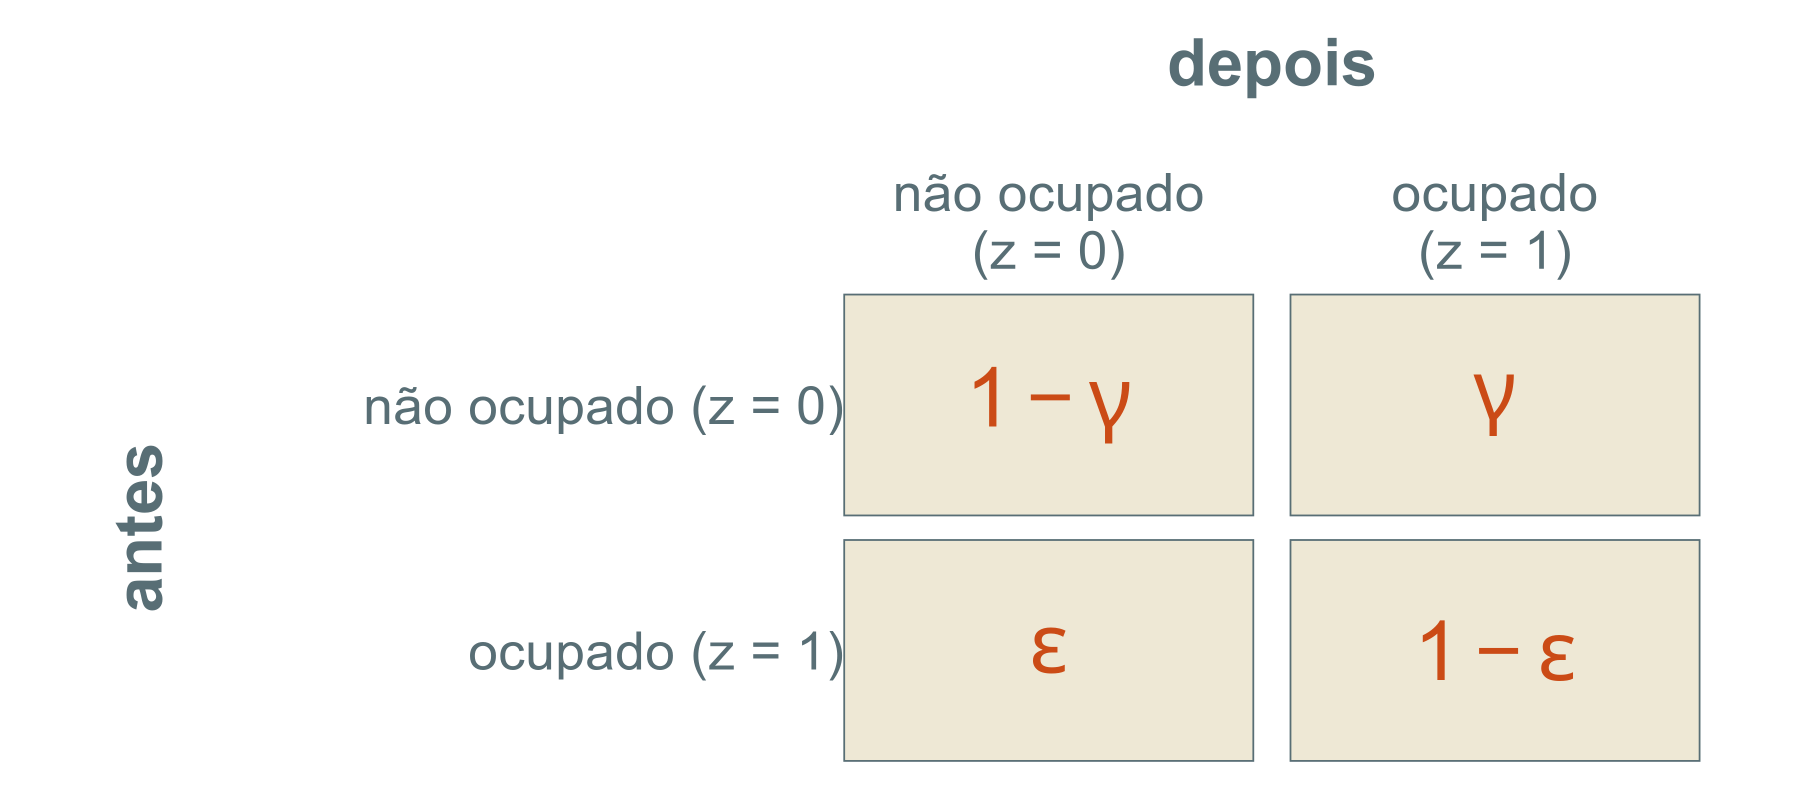 depois
não ocupado
(z = 0)
ocupado
(z = 1)
antes
não ocupado (z = 0)
1 − γ
γ
ocupado (z = 1)
ε
1 − ε